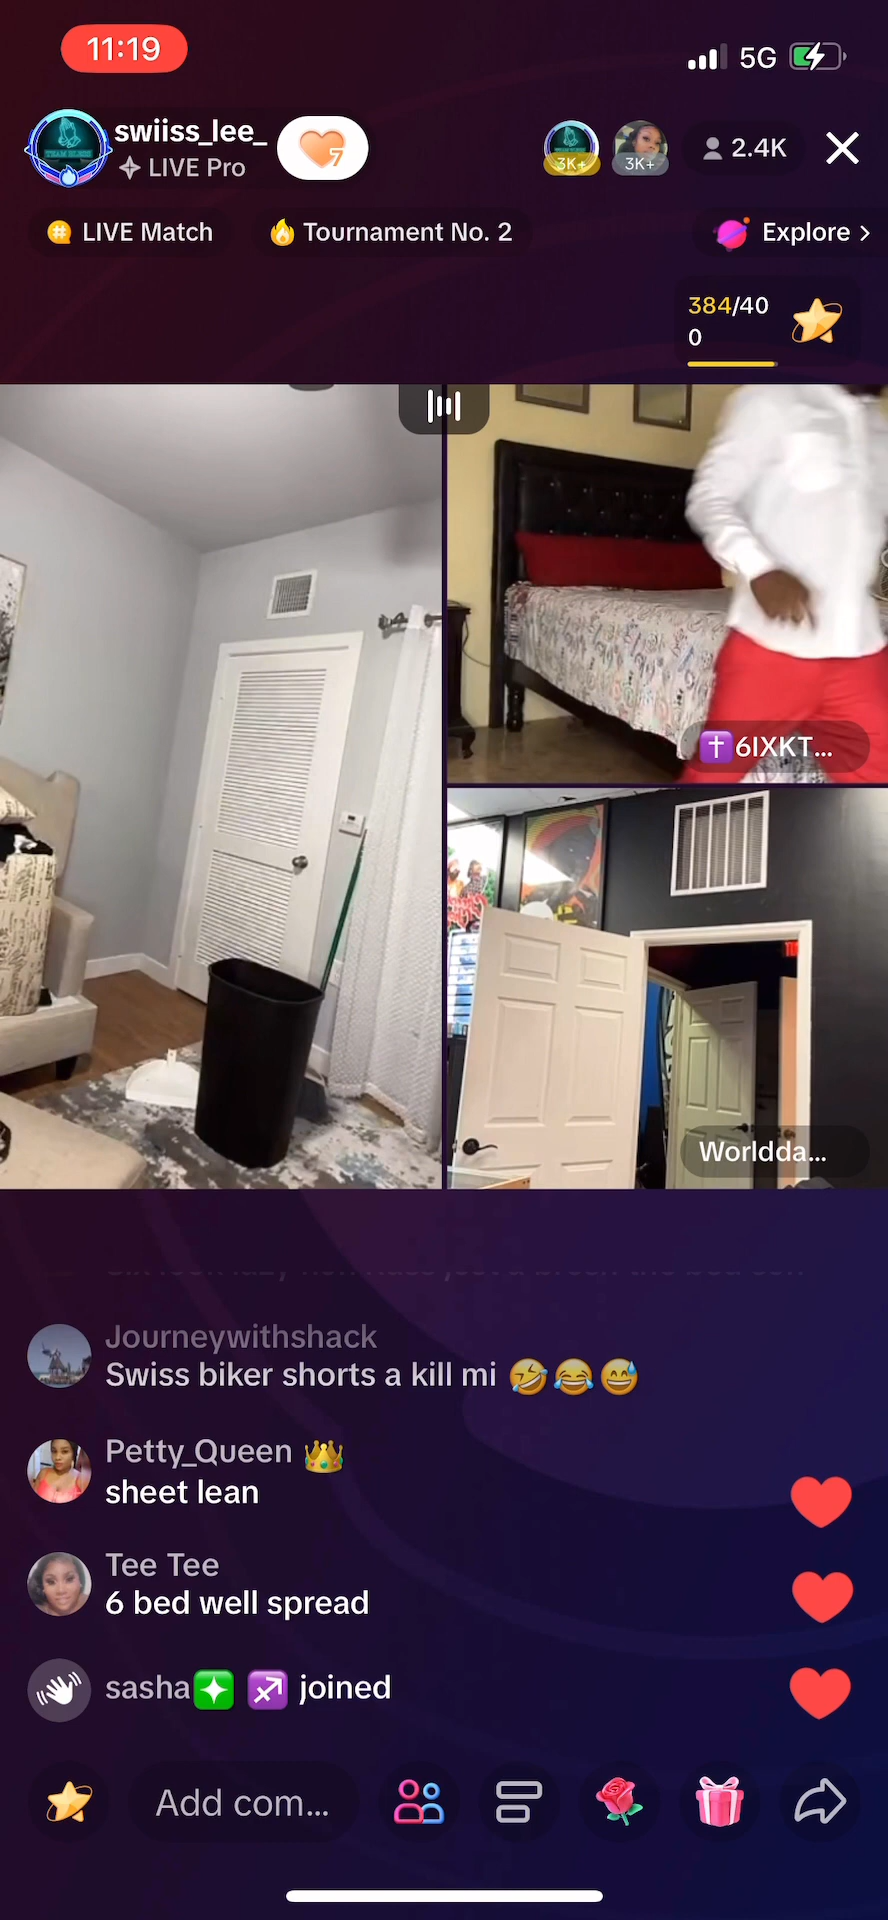 11:19
5G
swiiss_lee_
LIVE Pro
7
3K+
3K+
2.4K
LIVE Match
Tournament No. 2
Explore >
384/40
0
✝️6IXKT...
Worldda...
Journeywithshack
Swiss biker shorts a kill mi 🤣😂😅
Petty_Queen 👑
sheet lean
Tee Tee
6 bed well spread
sasha❇️ ♐ joined
Add com...